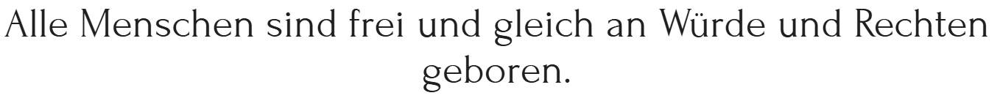 Alle Menschen sind frei und gleich an Würde und Rechten
geboren.